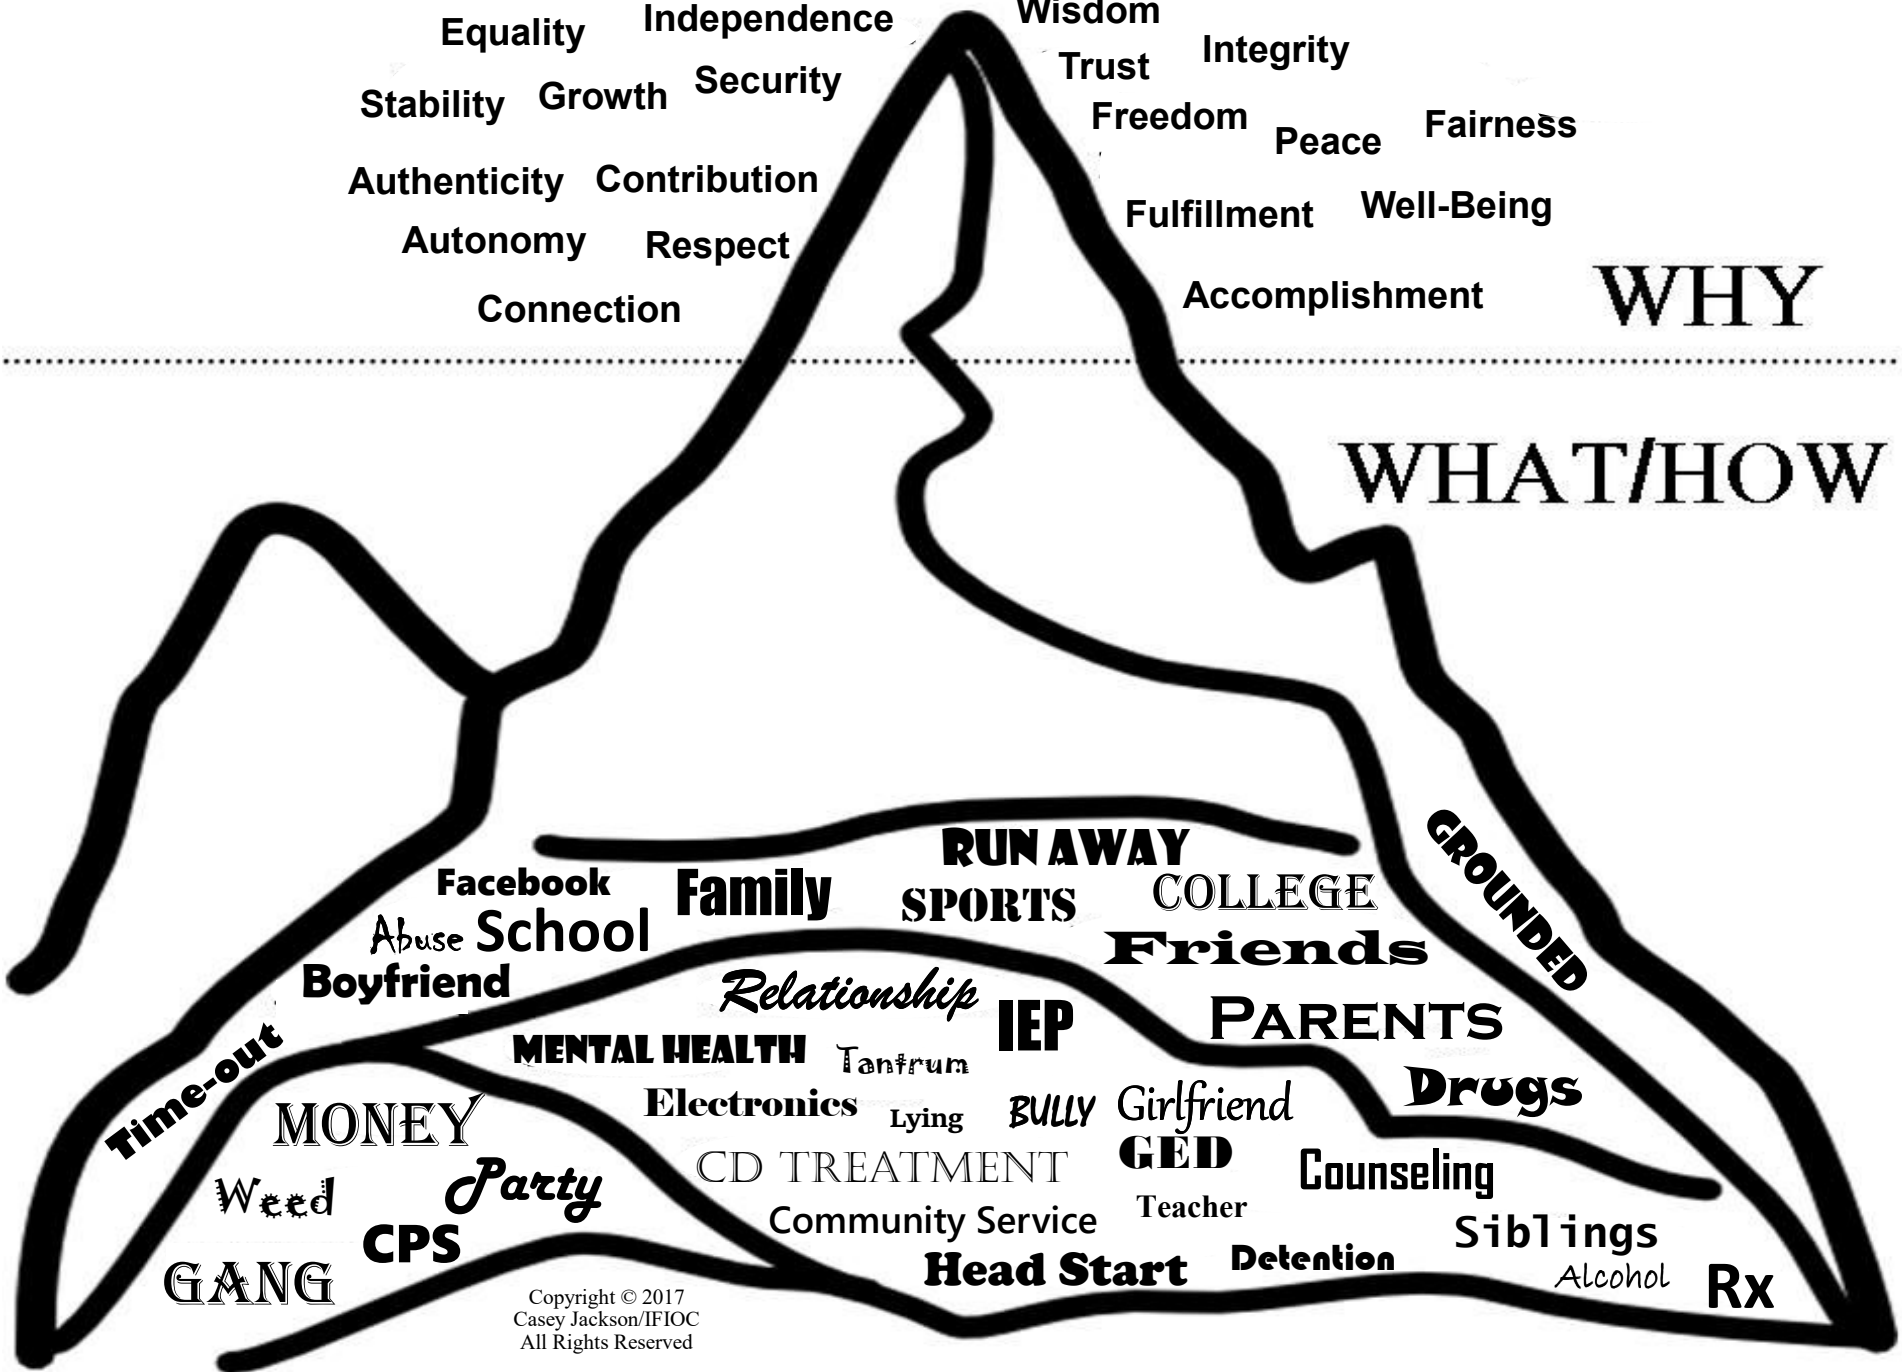 Equality
Independence
Wisdom
Trust
Integrity
Stability
Growth
Security
Freedom
Peace
Fairness
Authenticity
Contribution
Fulfillment
Well-Being
Autonomy
Respect
Connection
Accomplishment
WHY
WHAT/HOW
RUN AWAY
GROUNDED
Facebook
Family
SPORTS
COLLEGE
Abuse
School
Friends
Boyfriend
Relationship
IEP
PARENTS
Time-out
MENTAL HEALTH
Tantrum
Drugs
MONEY
Electronics
Lying
BULLY
Girlfriend
GED
CD TREATMENT
Counseling
Weed
Party
Teacher
Community Service
CPS
Siblings
Head Start
Detention
Alcohol
GANG
Rx
Copyright © 2017
Casey Jackson/IFIOC
All Rights Reserved